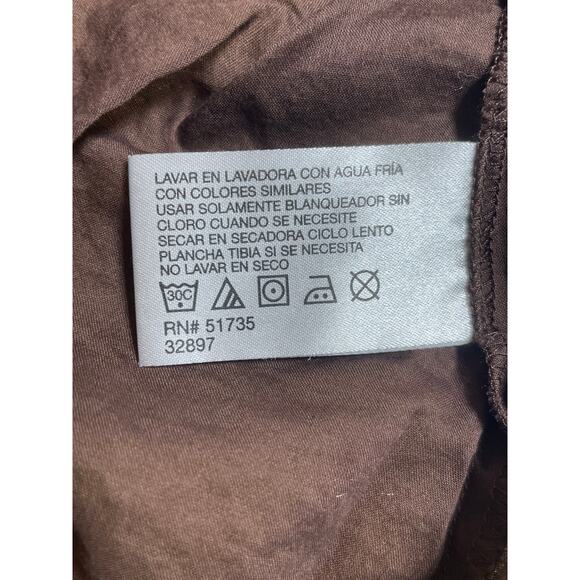 LAVAR EN LAVADORA CON AGUA FRÍA
CON COLORES SIMILARES
USAR SOLAMENTE BLANQUEADOR SIN
CLORO CUANDO SE NECESITE
SECAR EN SECADORA CICLO LENTO
PLANCHA TIBIA SI SE NECESITA
NO LAVAR EN SECO
30C
RN# 51735
32897